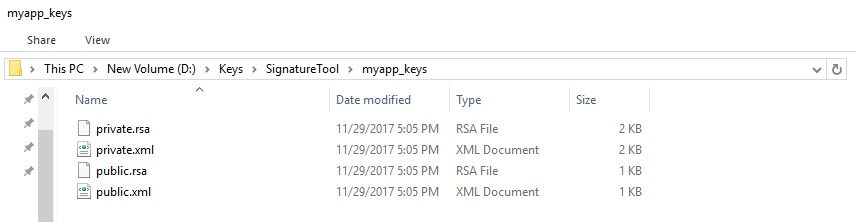 myapp_keys
Share View
This PC New Volume (D:) Keys SignatureTool myapp_keys
Name Date modified Type Size
private.rsa 11/29/2017 5:05 PM RSA File 2 KB
private.xml 11/29/2017 5:05 PM XML Document 2 KB
public.rsa 11/29/2017 5:05 PM RSA File 1 KB
public.xml 11/29/2017 5:05 PM XML Document 1 KB